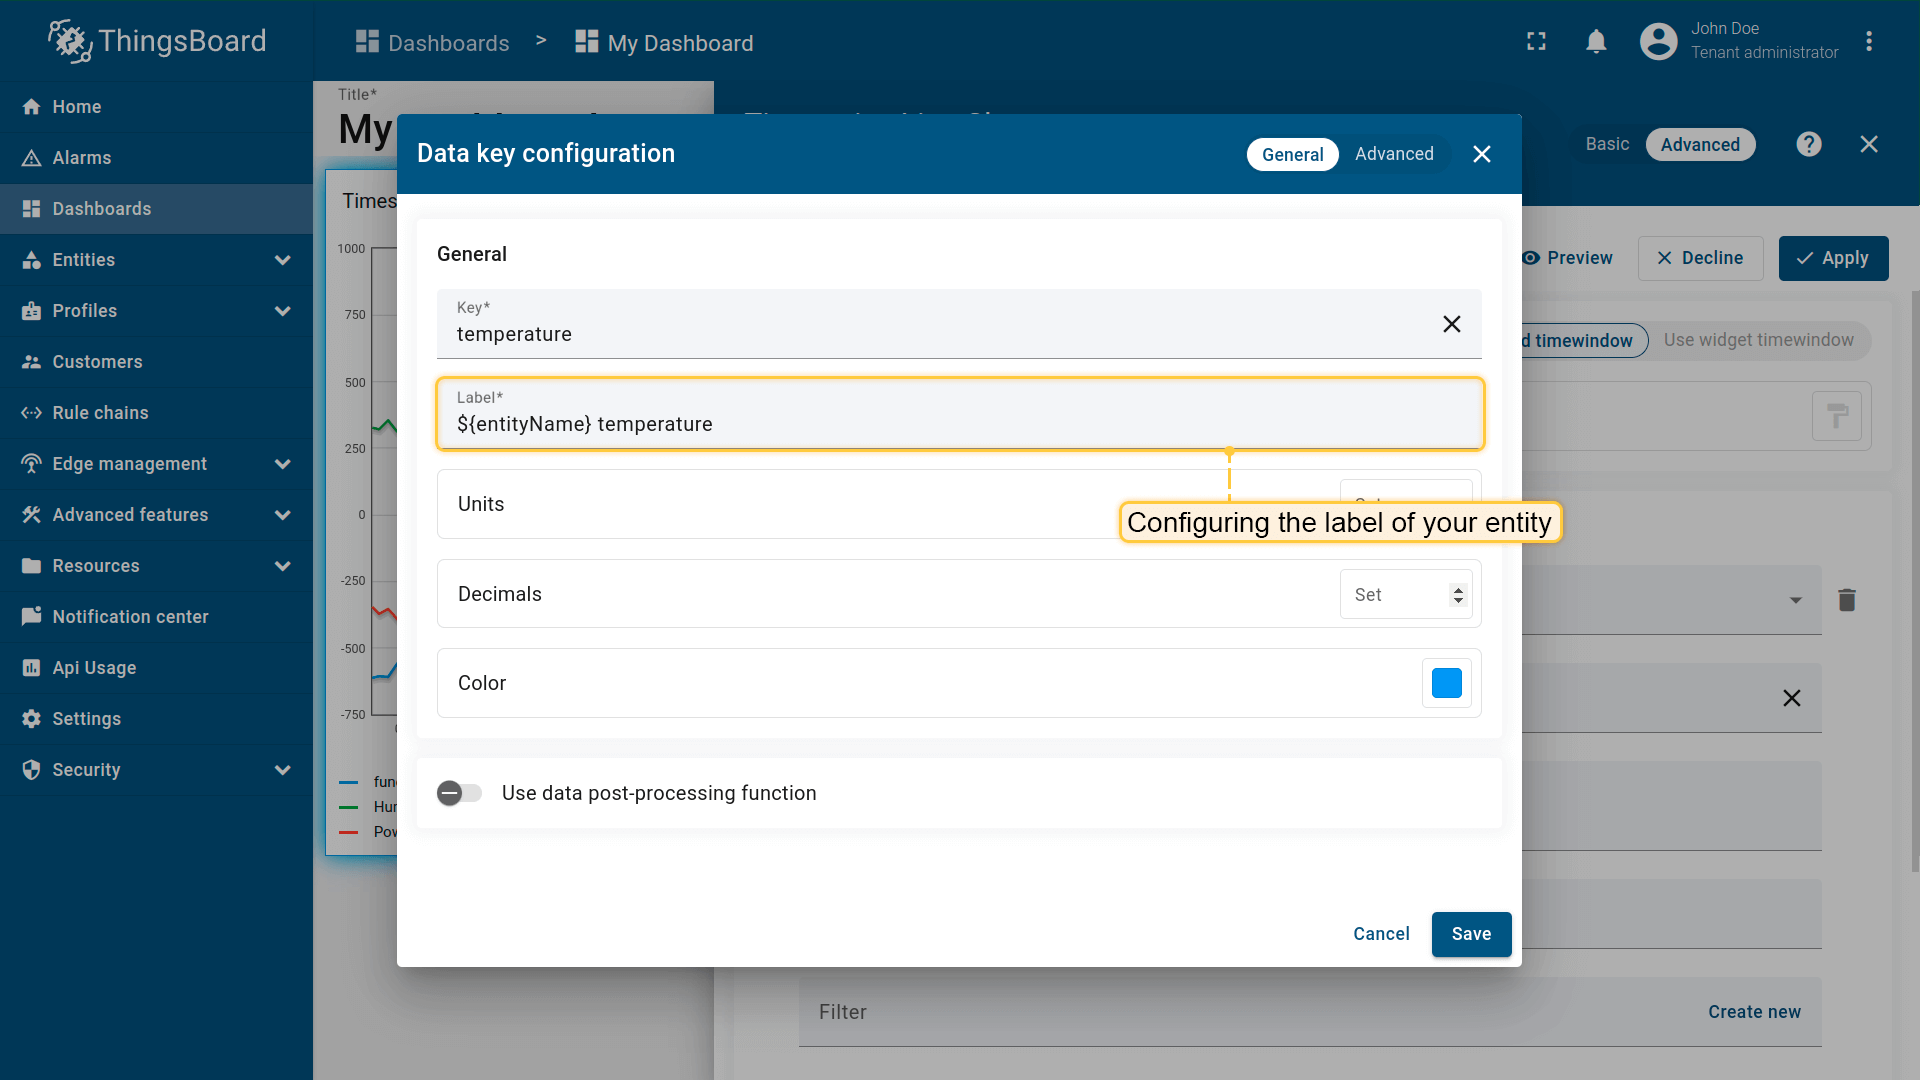 ThingsBoard
Dashboards > My Dashboard
John Doe
Tenant administrator
Home
Alarms
Dashboards
Entities
Profiles
Customers
Rule chains
Edge management
Advanced features
Resources
Notification center
Api Usage
Settings
Security
Title*
My
Times
1000
750
500
250
0
-250
-500
-750
fun
Hur
Pov
Basic
Advanced
Preview
Decline
Apply
d timewindow
Use widget timewindow
Data key configuration
General
Advanced
General
Key*
temperature
Label*
${entityName} temperature
Units
Configuring the label of your entity
Decimals
Set
Color
Use data post-processing function
Cancel
Save
Filter
Create new